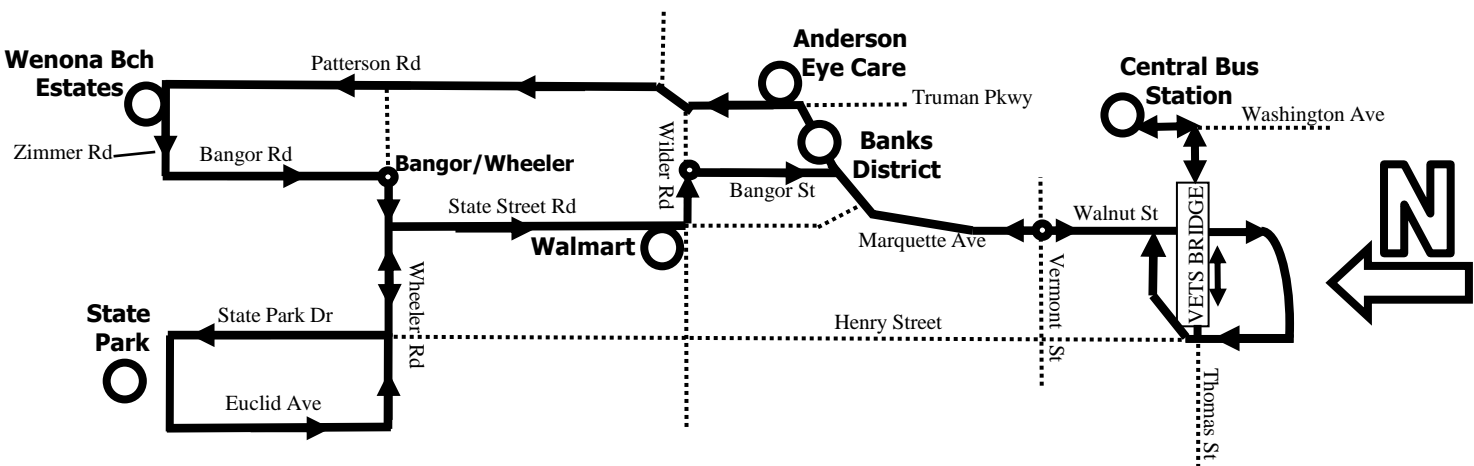 Wenona Bch
Estates
Patterson Rd
Anderson
Eye Care
Truman Pkwy
Central Bus
Station
Washington Ave
Zimmer Rd
Bangor Rd
Bangor/Wheeler
Wilder Rd
Banks
District
Bangor St
State Street Rd
Walmart
Marquette Ave
Walnut St
VETS BRIDGE
N
Wheeler Rd
Vermont St
State
Park
State Park Dr
Henry Street
Euclid Ave
Thomas St